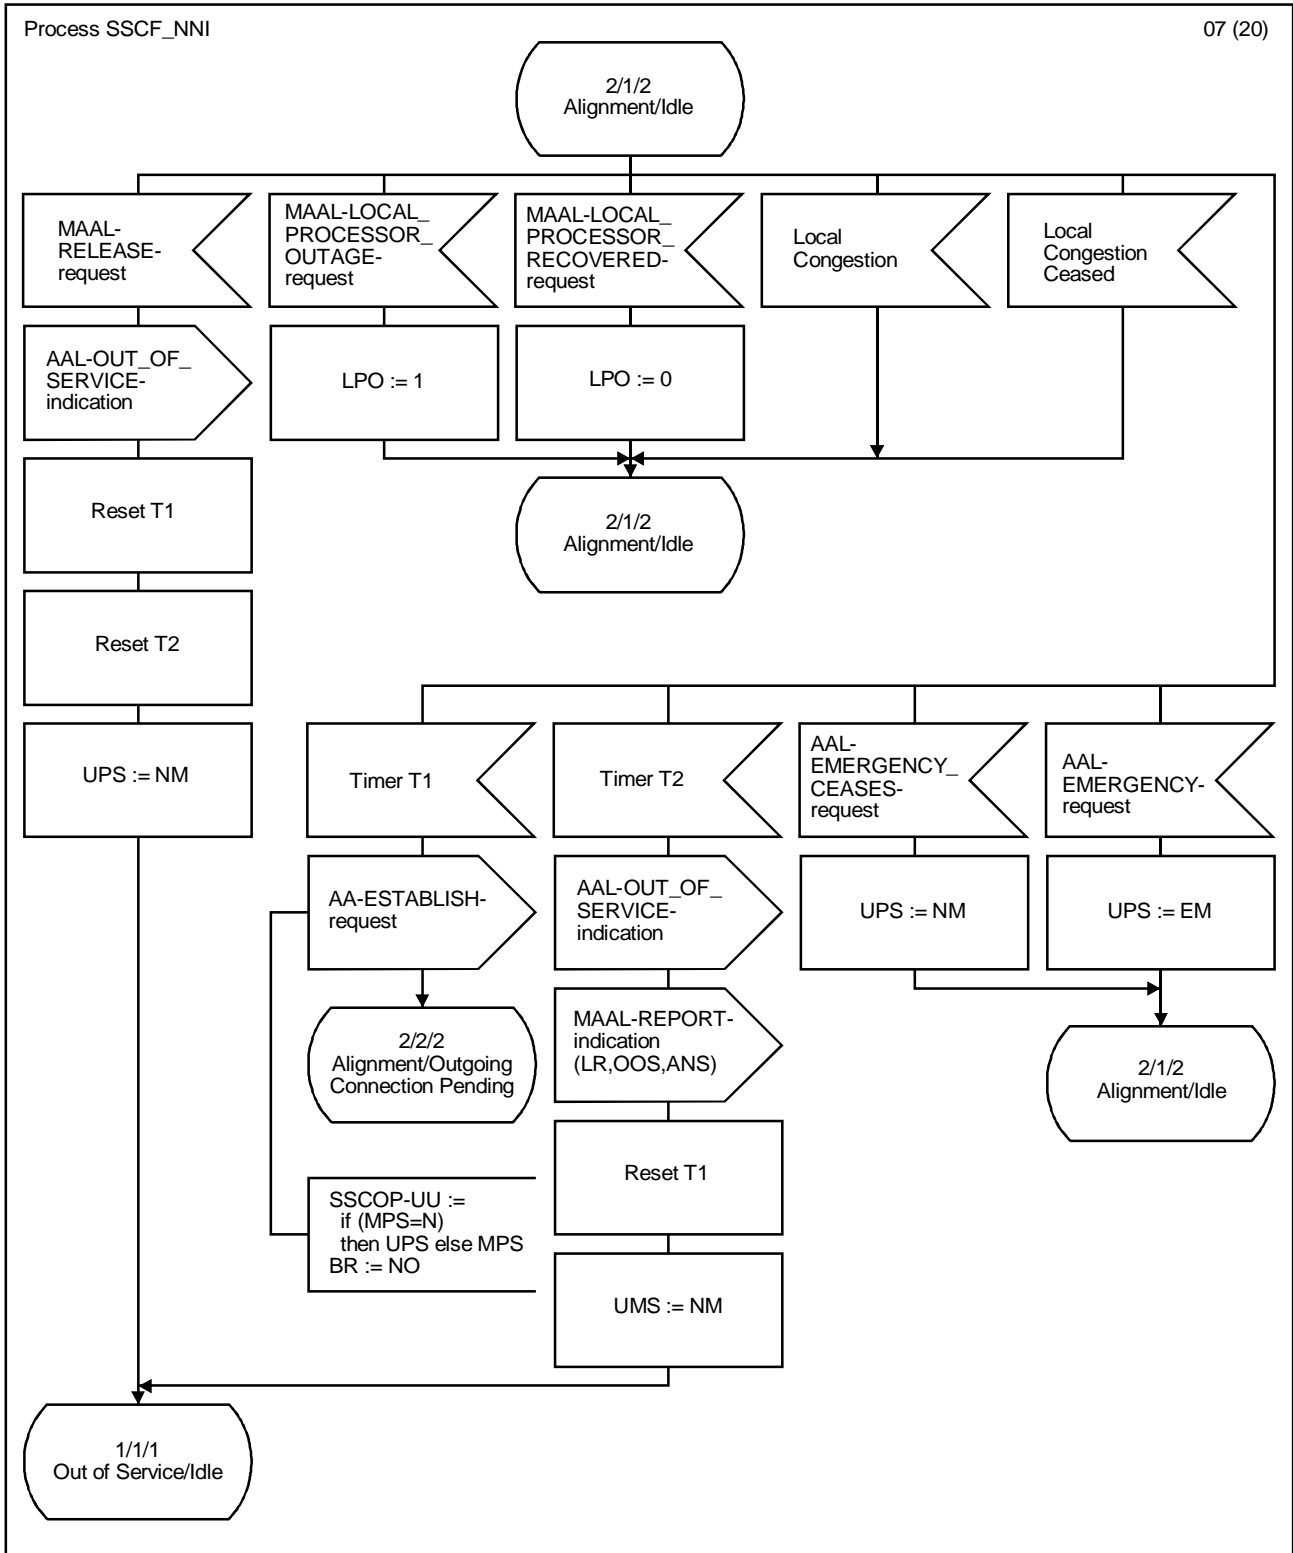 Process SSCF_NNI
07 (20)
2/1/2
Alignment/Idle
MAAL-
RELEASE-
request
MAAL-LOCAL_
PROCESSOR_
OUTAGE-
request
MAAL-LOCAL_
PROCESSOR_
RECOVERED-
request
Local
Congestion
Local
Congestion
Ceased
AAL-OUT_OF_
SERVICE-
indication
LPO := 1
LPO := 0
Reset T1
2/1/2
Alignment/Idle
Reset T2
UPS := NM
Timer T1
Timer T2
AAL-
EMERGENCY_
CEASES-
request
AAL-
EMERGENCY-
request
AA-ESTABLISH-
request
AAL-OUT_OF_
SERVICE-
indication
UPS := NM
UPS := EM
2/2/2
Alignment/Outgoing
Connection Pending
MAAL-REPORT-
indication
(LR,OOS,ANS)
2/1/2
Alignment/Idle
Reset T1
SSCOP-UU :=
if (MPS=N)
then UPS else MPS
BR := NO
UMS := NM
1/1/1
Out of Service/Idle